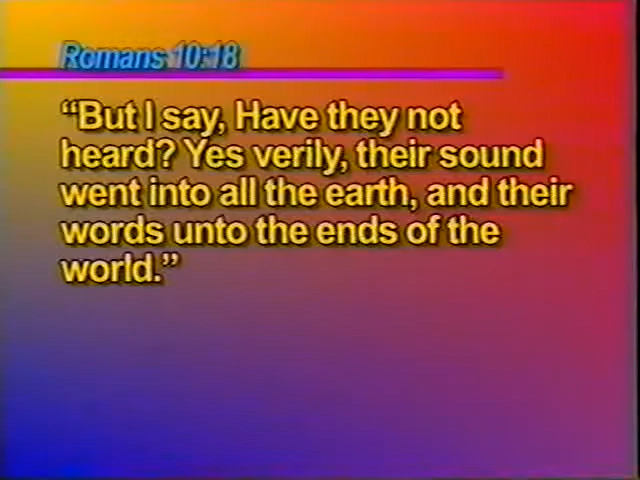 Romans 10:18
“But I say, Have they not
heard? Yes verily, their sound
went into all the earth, and their
words unto the ends of the
world.”